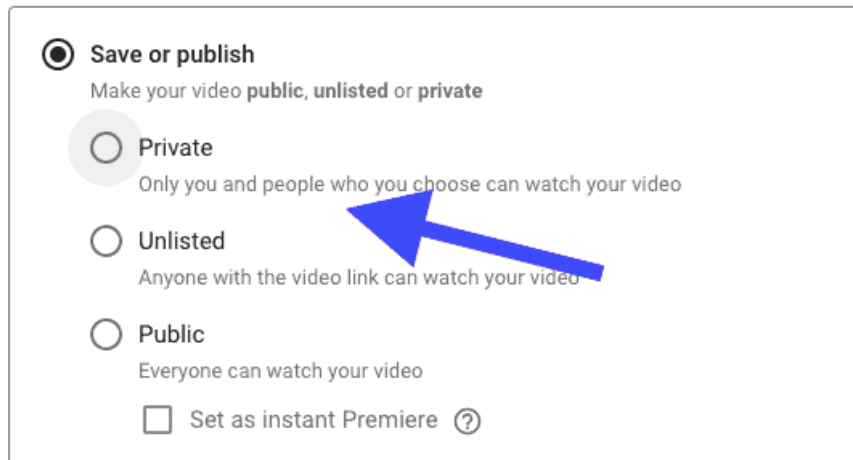 Save or publish
Make your video public, unlisted or private
Private
Only you and people who you choose can watch your video
Unlisted
Anyone with the video link can watch your video
Public
Everyone can watch your video
Set as instant Premiere ?